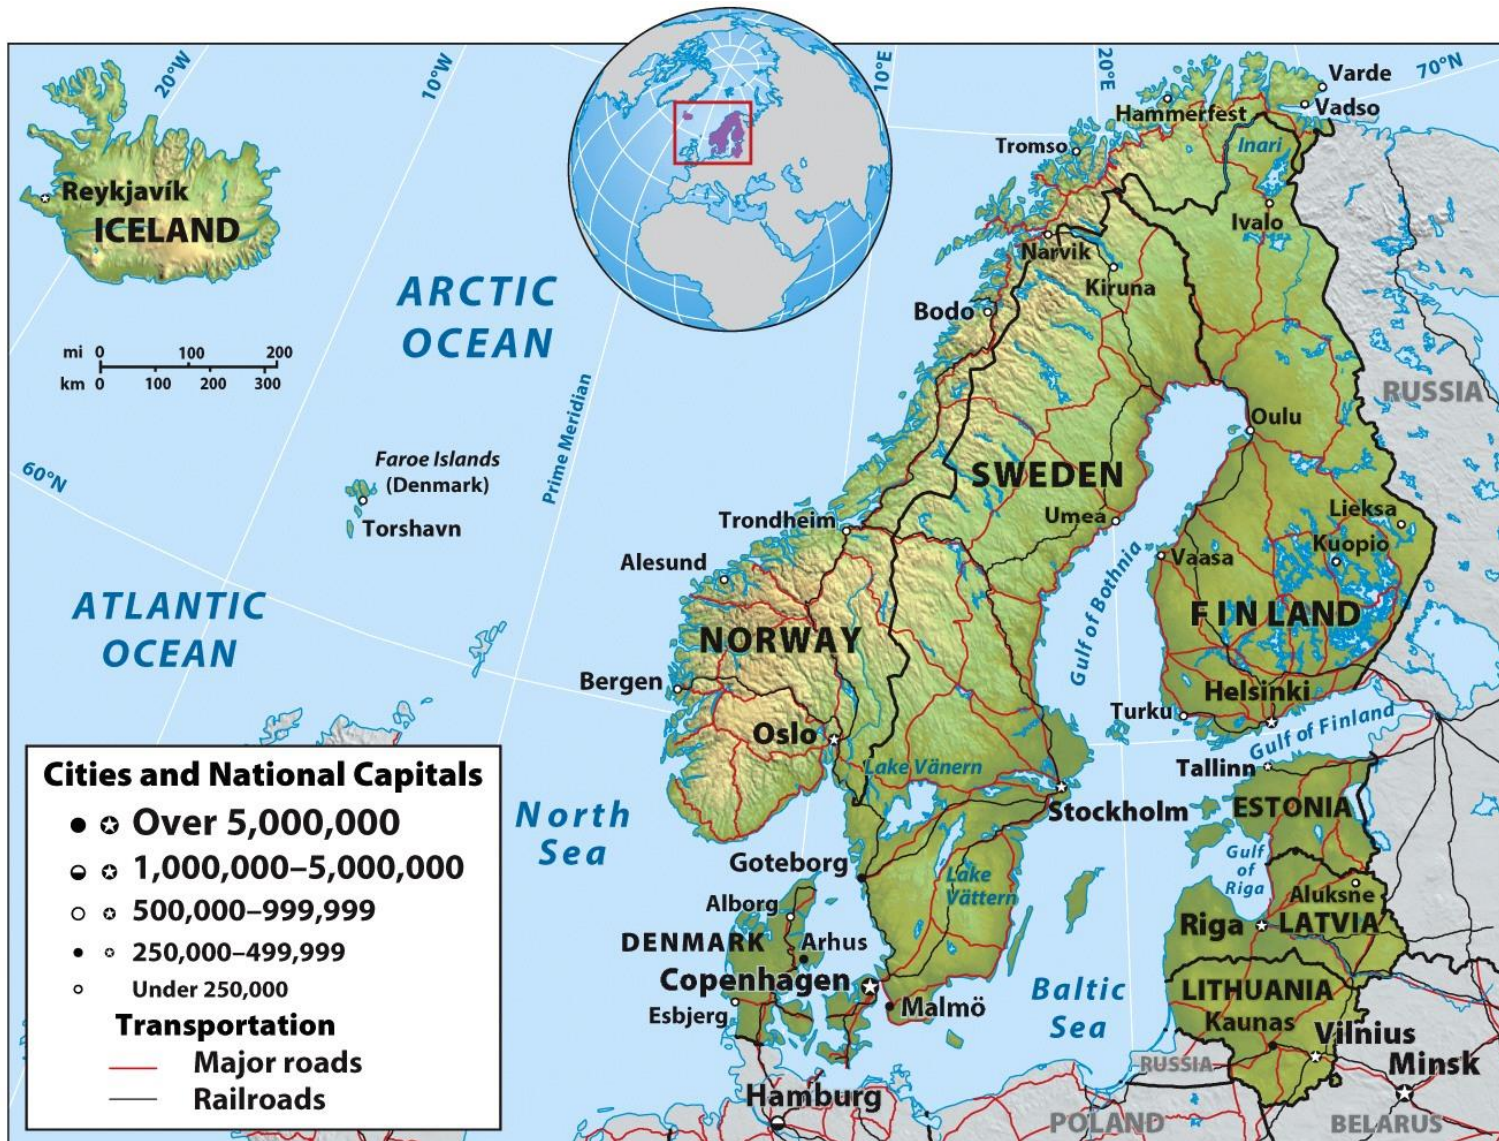 20°W
10°W
10°E
20°E
70°N
Varde
Vadso
Hammerfest
Tromso
Inari
Ivalo
Reykjavík
ICELAND
Narvik
Kiruna
Bodo
ARCTIC
OCEAN
mi 0 100 200
km 0 100 200 300
RUSSIA
Oulu
60°N
Faroe Islands
(Denmark)
Torshavn
Prime Meridian
SWEDEN
Umea
Lieksa
Kuopio
Trondheim
Alesund
Vaasa
Gulf of Bothnia
FINLAND
ATLANTIC
OCEAN
NORWAY
Bergen
Helsinki
Turku
Gulf of Finland
Oslo
Lake Vänern
Tallinn
Stockholm
ESTONIA
North
Sea
Goteborg
Lake
Vättern
Gulf
of
Riga
Aluksne
Alborg
Riga
LATVIA
DENMARK
Arhus
Copenhagen
Esbjerg
Malmö
Baltic
Sea
LITHUANIA
Kaunas
Vilnius
Minsk
RUSSIA
Hamburg
POLAND
BELARUS
Cities and National Capitals
Over 5,000,000
1,000,000–5,000,000
500,000–999,999
250,000–499,999
Under 250,000
Transportation
Major roads
Railroads